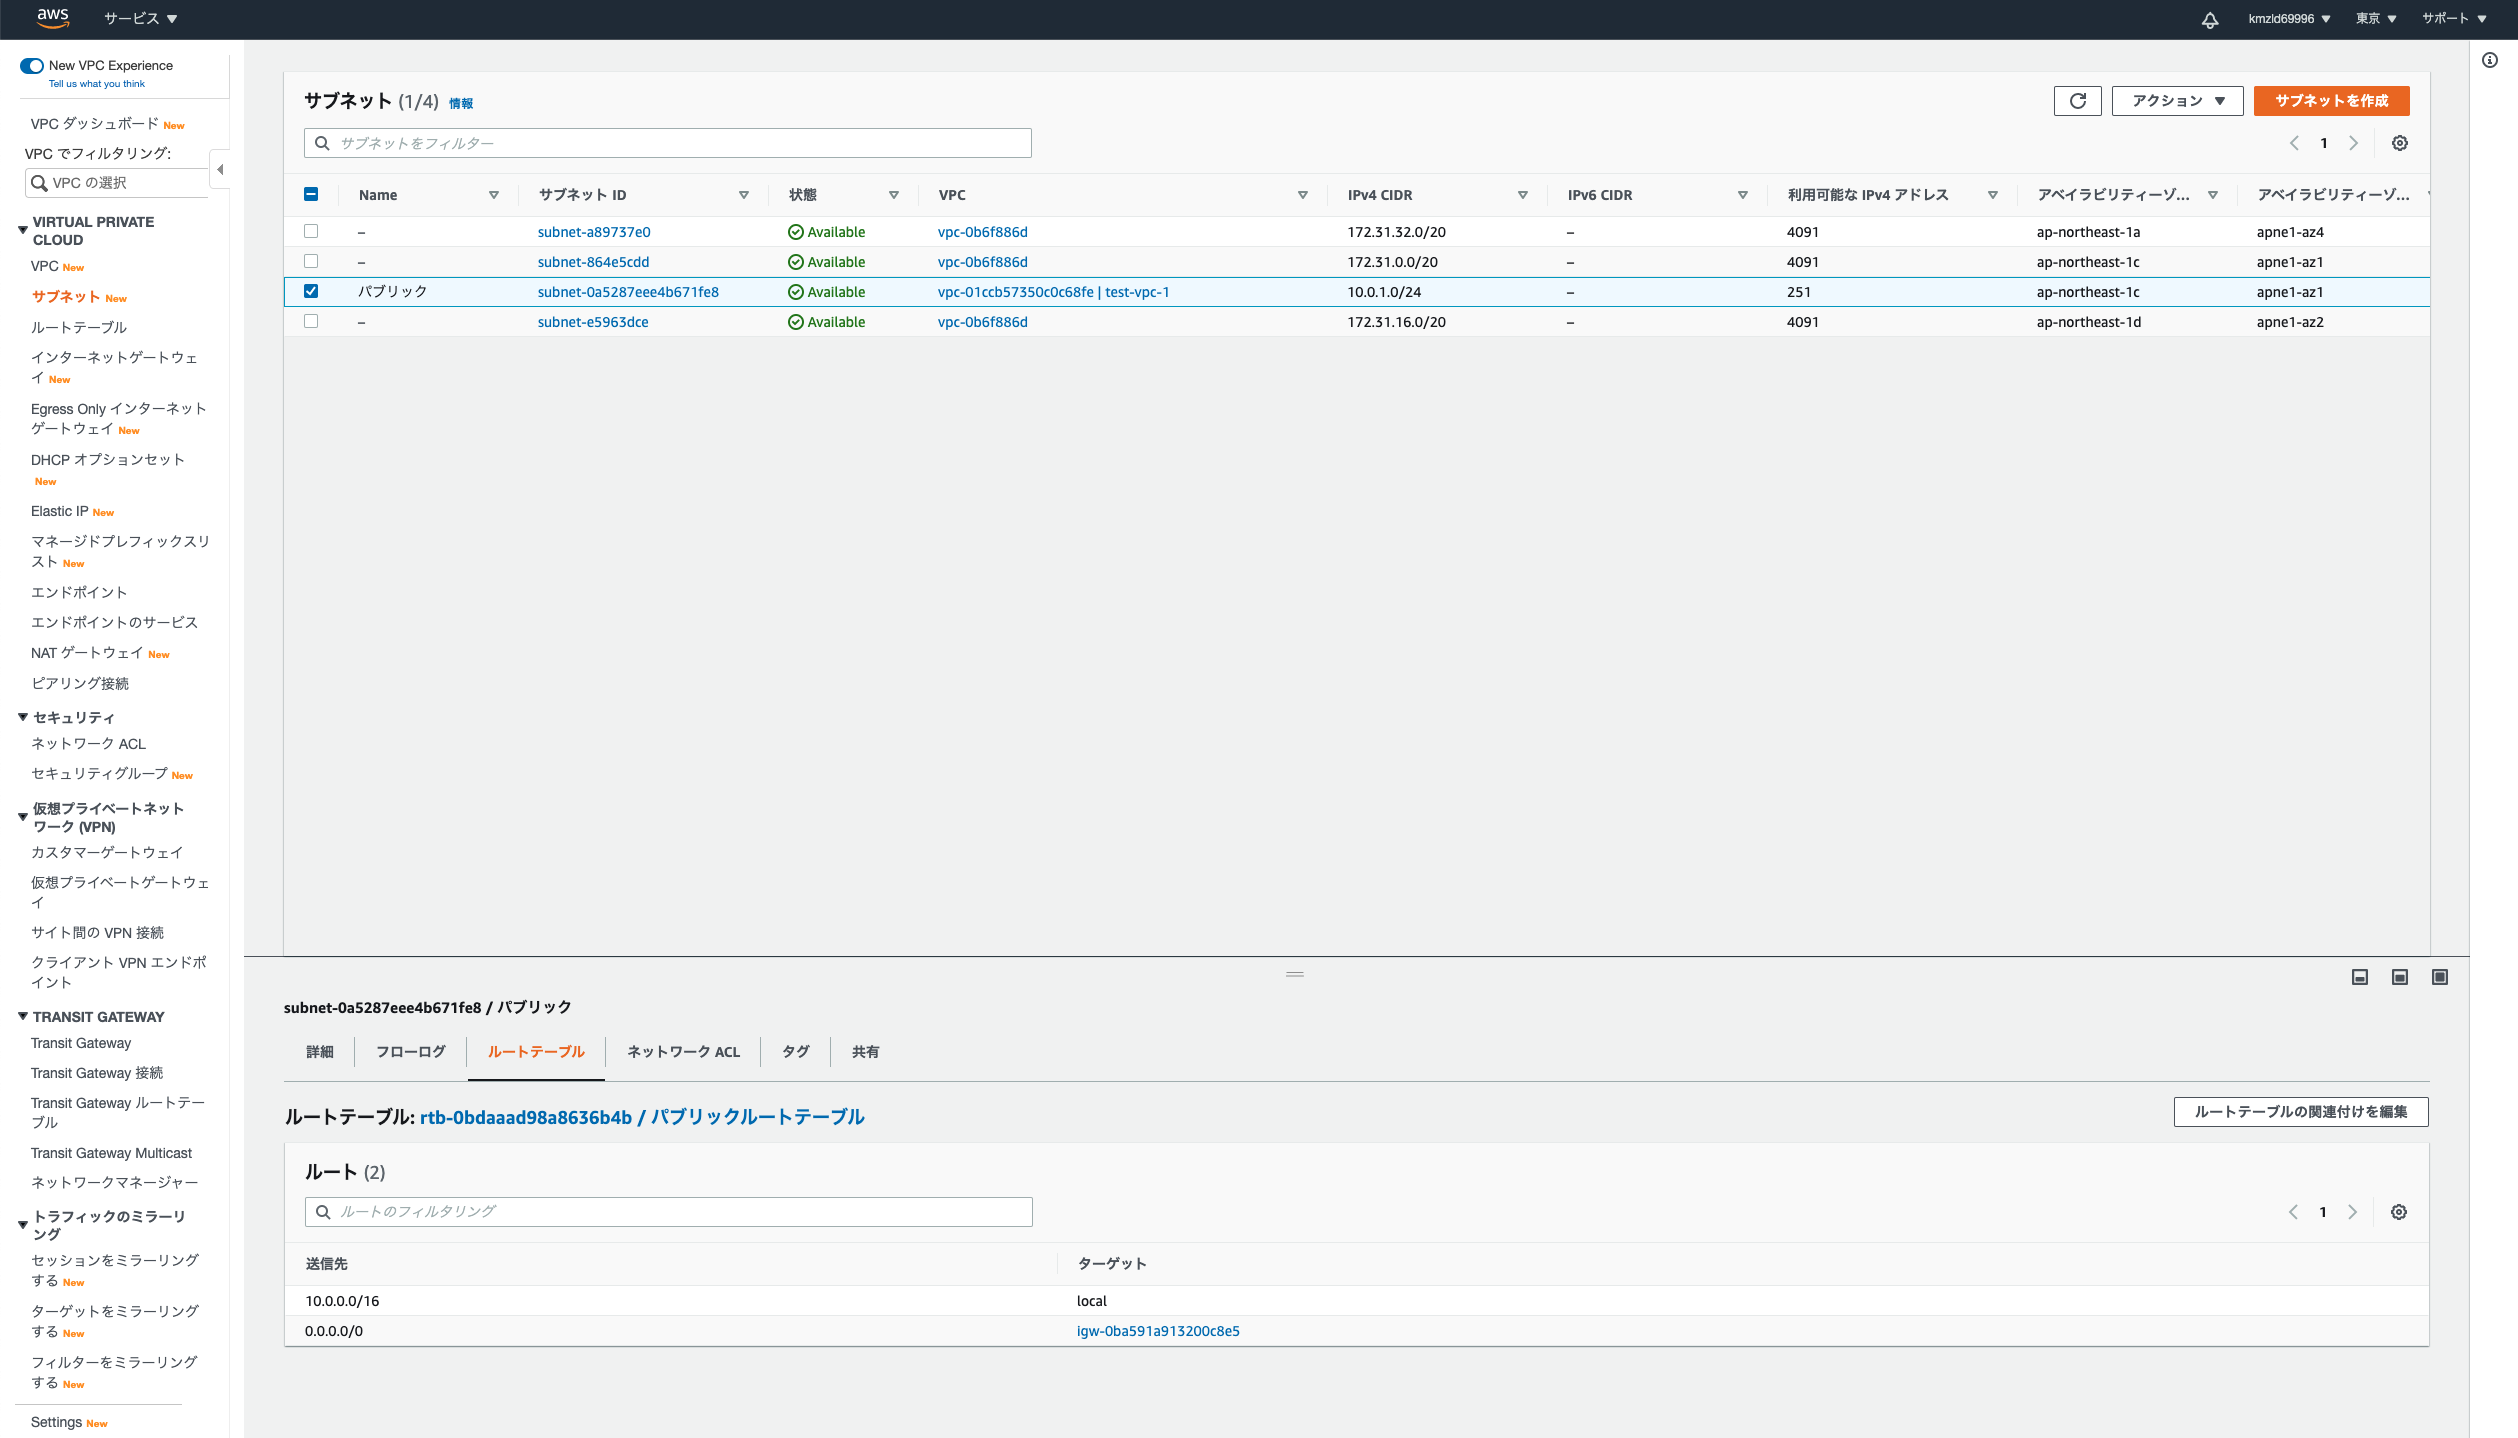 aws サービス ▼ kmzld69996 ▼ 東京 ▼ サポート ▼
New VPC Experience
Tell us what you think
VPC ダッシュボード New
VPC でフィルタリング:
VPC の選択
VIRTUAL PRIVATE
CLOUD
VPC New
サブネット New
ルートテーブル
インターネットゲートウェ
イ New
Egress Only インターネット
ゲートウェイ New
DHCP オプションセット
New
Elastic IP New
マネージドプレフィックスリ
スト New
エンドポイント
エンドポイントのサービス
NAT ゲートウェイ New
ピアリング接続
セキュリティ
ネットワーク ACL
セキュリティグループ New
仮想プライベートネット
ワーク (VPN)
カスタマーゲートウェイ
仮想プライベートゲートウェ
イ
サイト間の VPN 接続
クライアント VPN エンドポ
イント
TRANSIT GATEWAY
Transit Gateway
Transit Gateway 接続
Transit Gateway ルートテー
ブル
Transit Gateway Multicast
ネットワークマネージャー
トラフィックのミラーリ
ング
セッションをミラーリング
する New
ターゲットをミラーリング
する New
フィルターをミラーリング
する New
Settings New
サブネット (1/4) 情報
アクション ▼ サブネットを作成
サブネットをフィルター
1
Name サブネット ID 状態 VPC IPv4 CIDR IPv6 CIDR 利用可能な IPv4 アドレス アベイラビリティーゾ... アベイラビリティーゾ...
– subnet-a89737e0 Available vpc-0b6f886d 172.31.32.0/20 – 4091 ap-northeast-1a apne1-az4
– subnet-864e5cdd Available vpc-0b6f886d 172.31.0.0/20 – 4091 ap-northeast-1c apne1-az1
パブリック subnet-0a5287eee4b671fe8 Available vpc-01ccb57350c0c68fe | test-vpc-1 10.0.1.0/24 – 251 ap-northeast-1c apne1-az1
– subnet-e5963dce Available vpc-0b6f886d 172.31.16.0/20 – 4091 ap-northeast-1d apne1-az2
subnet-0a5287eee4b671fe8 / パブリック
詳細 フローログ ルートテーブル ネットワーク ACL タグ 共有
ルートテーブル: rtb-0bdaaad98a8636b4b / パブリックルートテーブル
ルートテーブルの関連付けを編集
ルート (2)
ルートのフィルタリング
1
送信先 ターゲット
10.0.0.0/16 local
0.0.0.0/0 igw-0ba591a913200c8e5